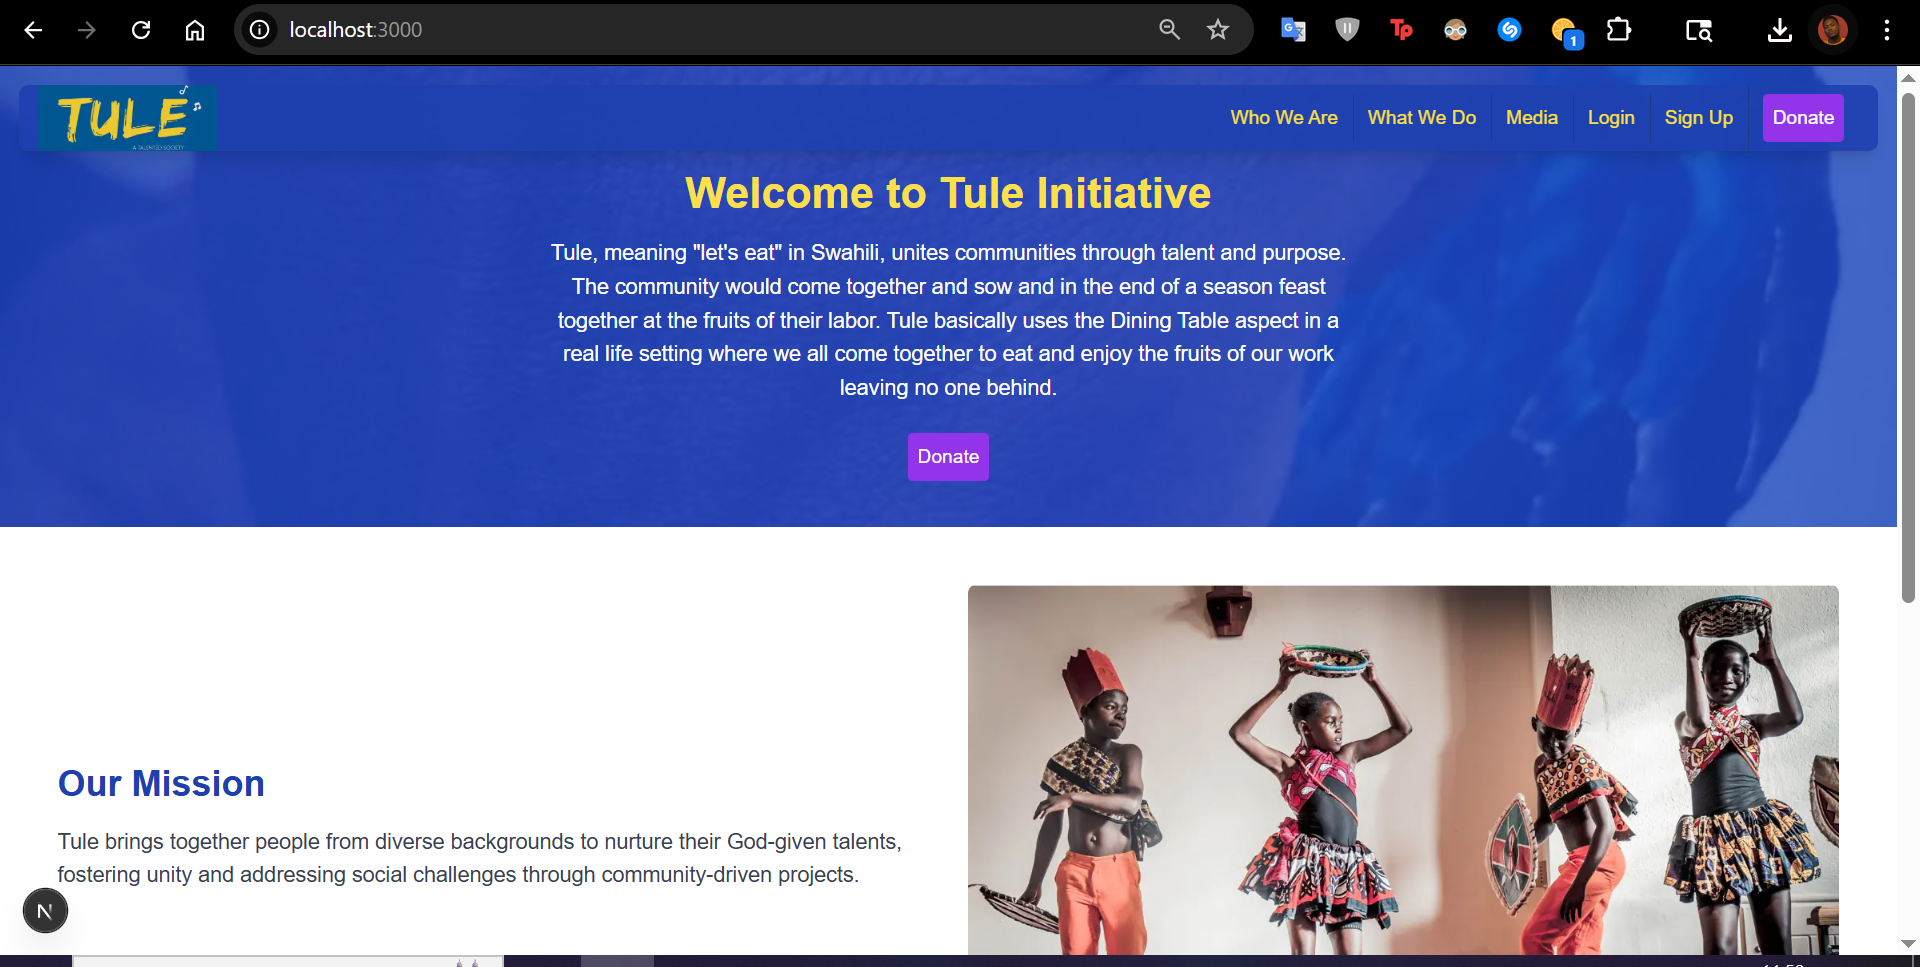 localhost:3000
Tp
1
TULE
A TALENT(ED) SOCIETY
Who We Are
What We Do
Media
Login
Sign Up
Donate
Welcome to Tule Initiative
Tule, meaning "let's eat" in Swahili, unites communities through talent and purpose.
The community would come together and sow and in the end of a season feast
together at the fruits of their labor. Tule basically uses the Dining Table aspect in a
real life setting where we all come together to eat and enjoy the fruits of our work
leaving no one behind.
Donate
Our Mission
Tule brings together people from diverse backgrounds to nurture their God-given talents,
fostering unity and addressing social challenges through community-driven projects.
N